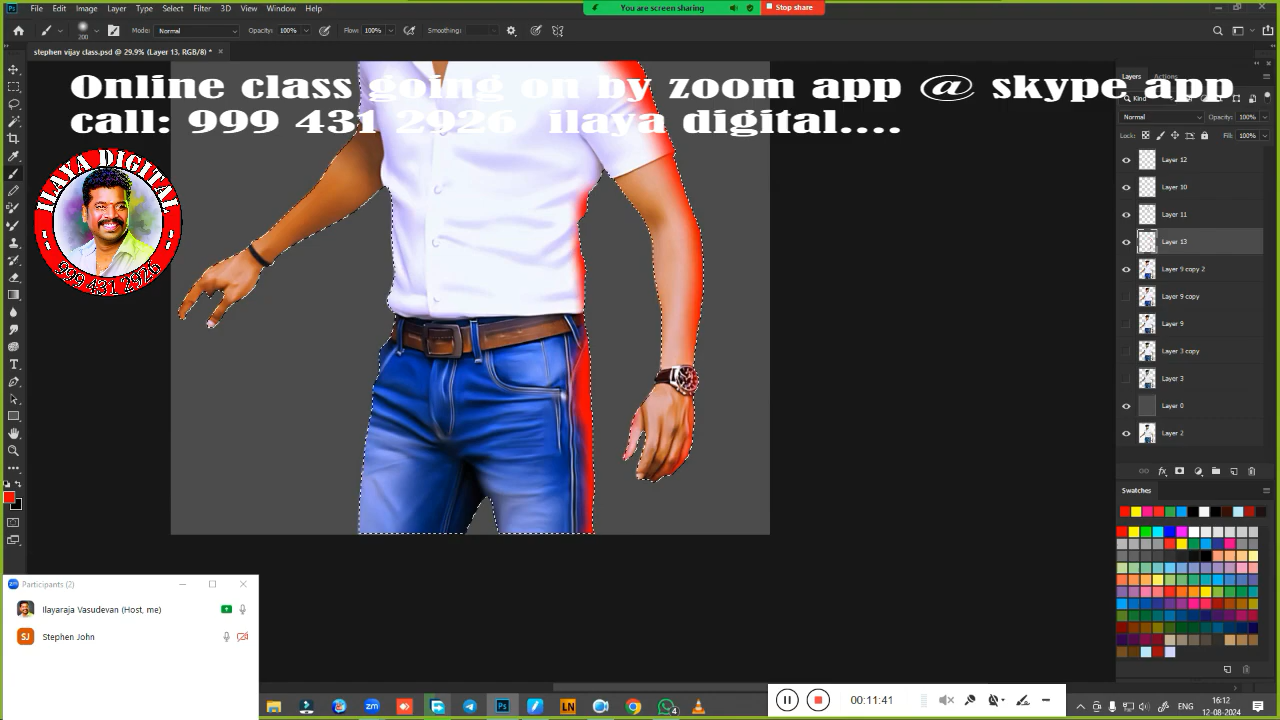 File Edit Image Layer Type Select Filter 3D View Window Help
You are screen sharing Stop share
200 Mode: Normal Opacity: 100% Flow: 100% Smoothing:
stephen vijay class.psd @ 29.9% (Layer 13, RGB/8) *
Online class going on by zoom app @ skype app
call: 999 431 2926 ilaya digital....
ILAYA DIGITAL
999 431 2926
Layers Actions
Kind
Normal Opacity: 100%
Lock: Fill: 100%
Layer 12
Layer 10
Layer 11
Layer 13
Layer 9 copy 2
Layer 9 copy
Layer 9
Layer 3 copy
Layer 3
Layer 0
Layer 2
Swatches
Participants (2)
Ilayaraja Vasudevan (Host, me)
SJ Stephen John
00:11:41
ENG
16:12
12-08-2024